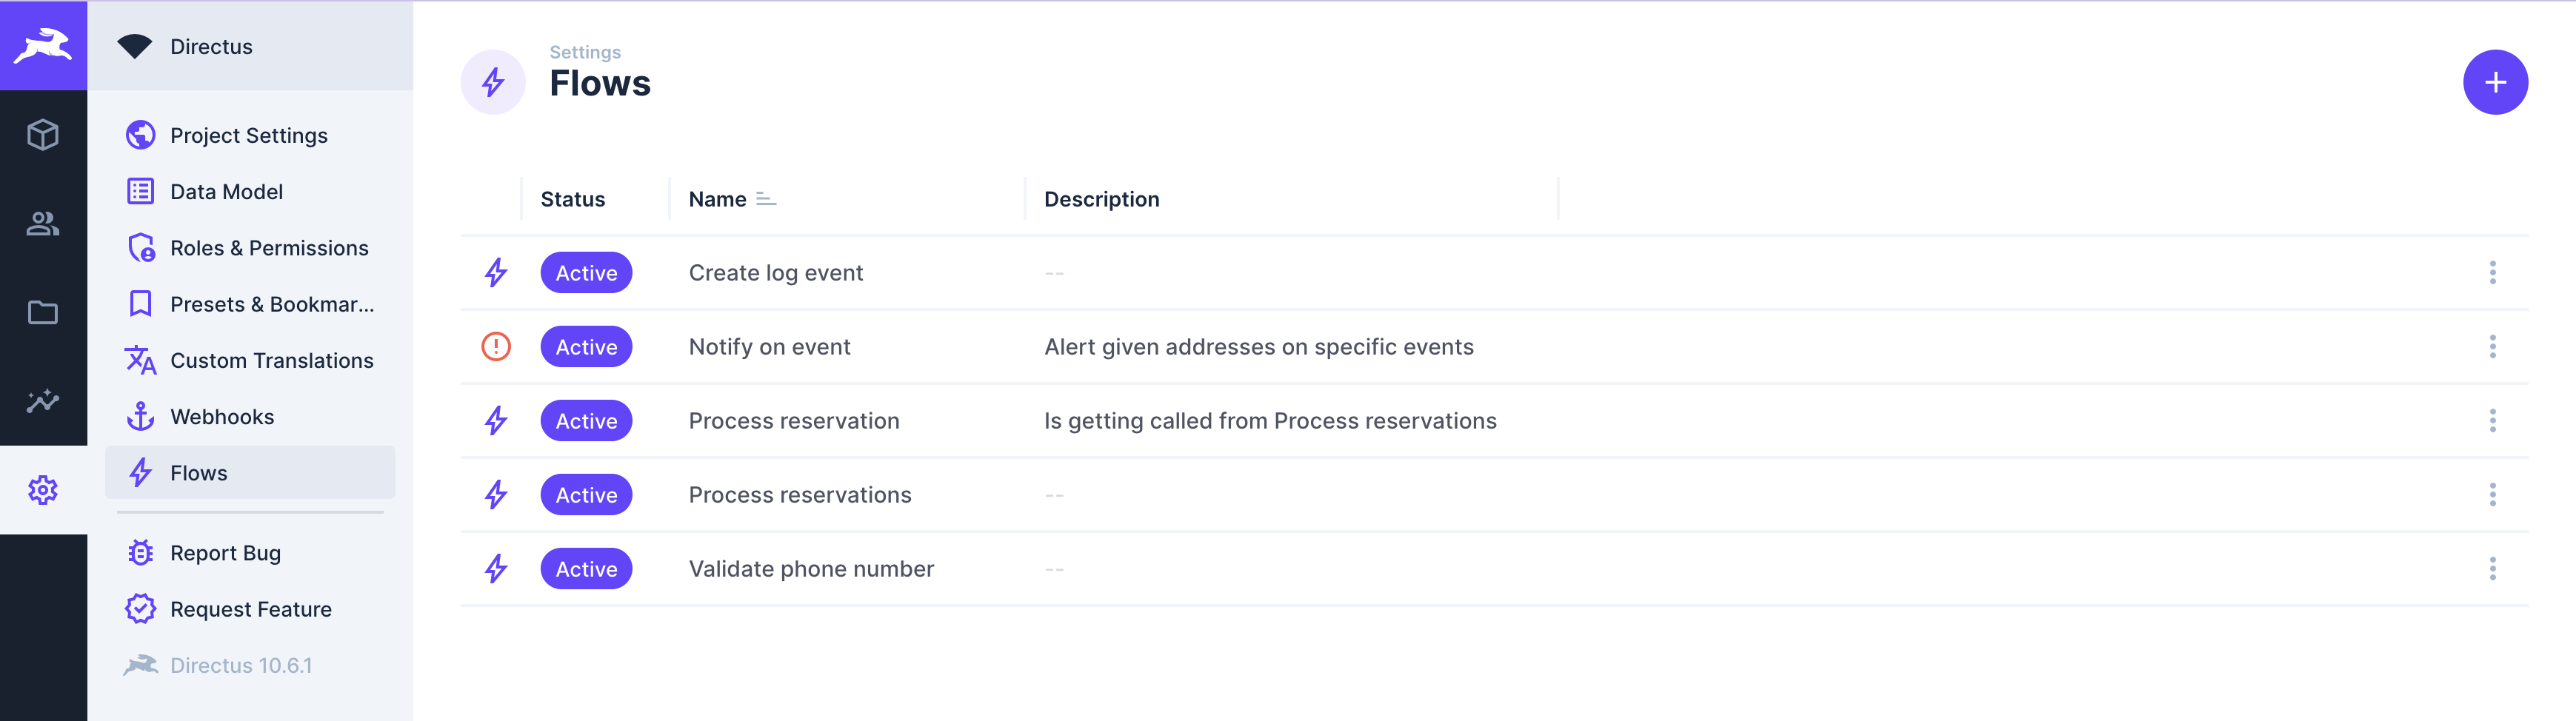 Directus
Project Settings
Data Model
Roles & Permissions
Presets & Bookmar...
Custom Translations
Webhooks
Flows
Report Bug
Request Feature
Directus 10.6.1
Settings
Flows
Status Name Description
Active Create log event --
Active Notify on event Alert given addresses on specific events
Active Process reservation Is getting called from Process reservations
Active Process reservations --
Active Validate phone number --